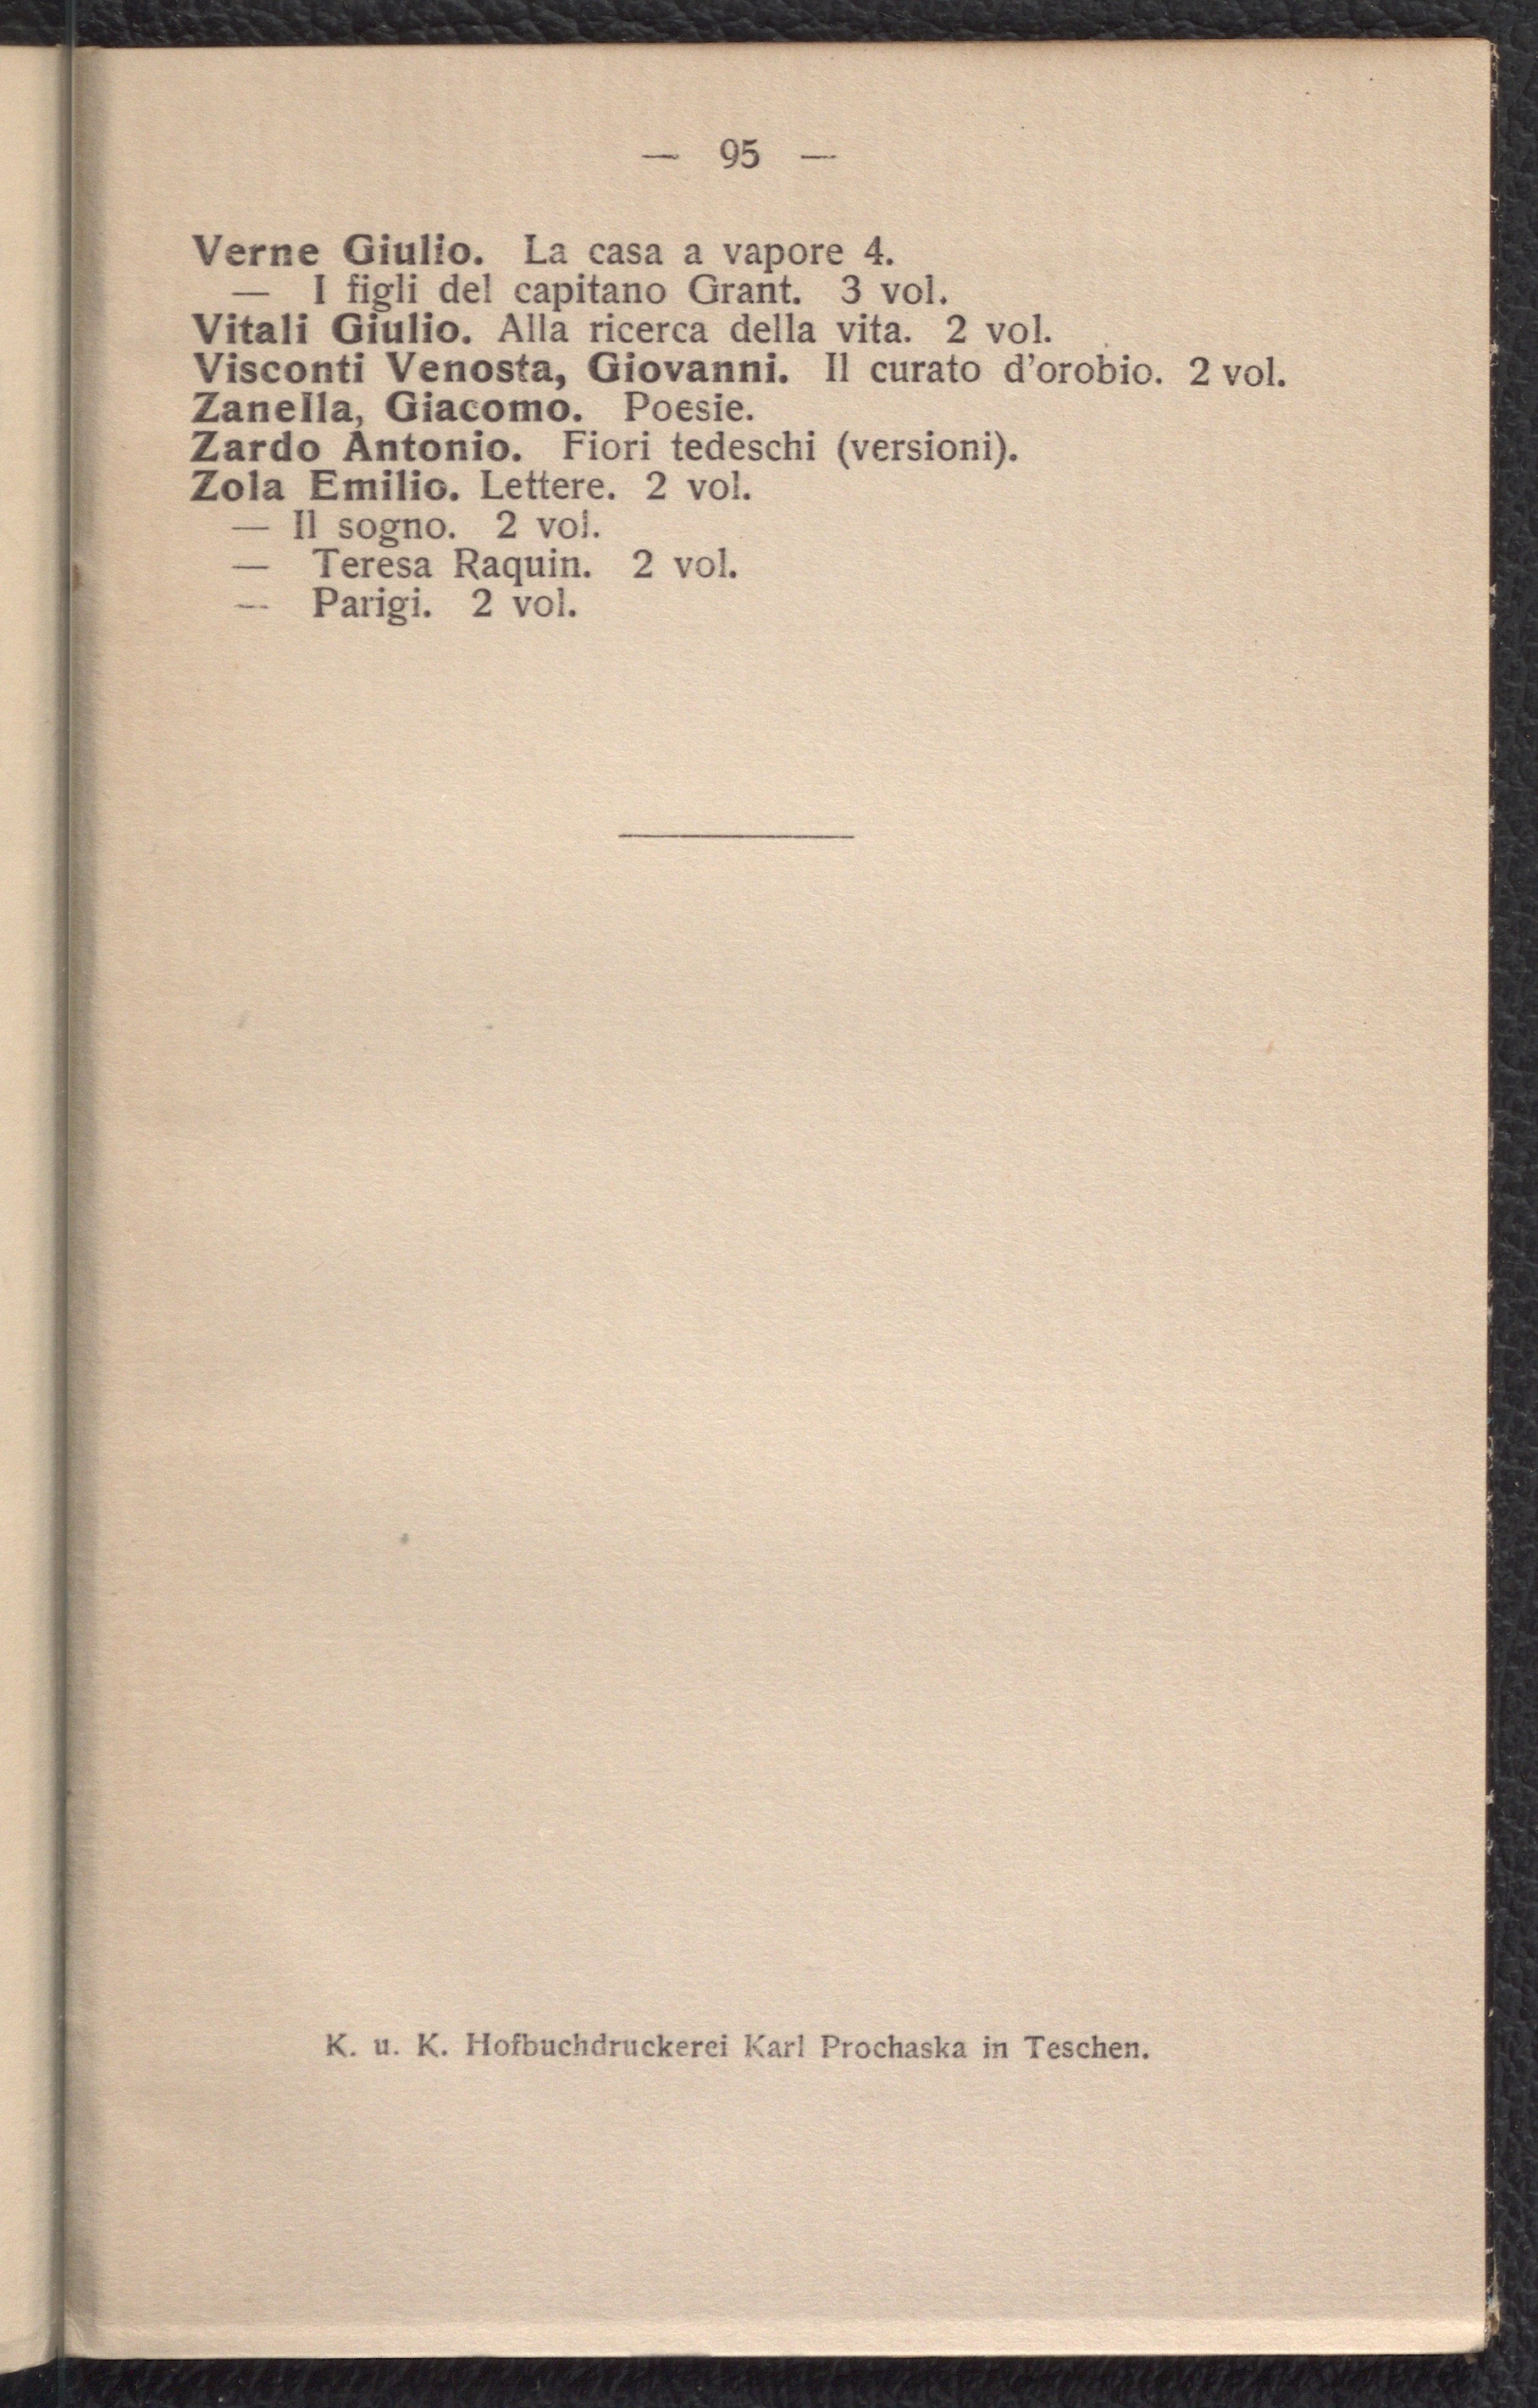 — 95 —
Verne Giulio. La casa a vapore 4.
— I figli del capitano Grant. 3 vol.
Vitali Giulio. Alla ricerca della vita. 2 vol.
Visconti Venosta, Giovanni. Il curato d'orobio. 2 vol.
Zanella, Giacomo. Poesie.
Zardo Antonio. Fiori tedeschi (versioni).
Zola Emilio. Lettere. 2 vol.
— Il sogno. 2 vol.
— Teresa Raquin. 2 vol.
— Parigi. 2 vol.
K. u. K. Hofbuchdruckerei Karl Prochaska in Teschen.